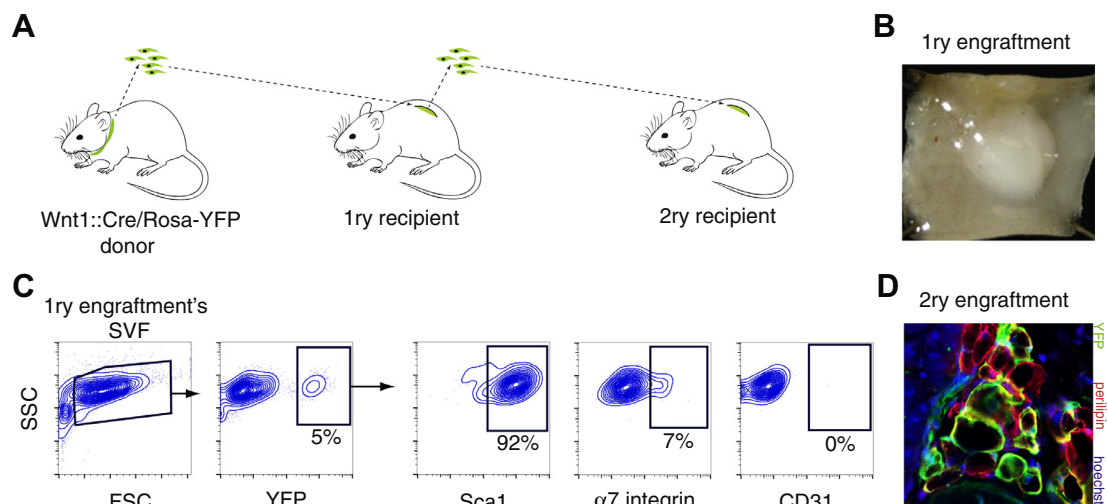 A
B
1ry engraftment
Wnt1::Cre/Rosa-YFP
donor
1ry recipient
2ry recipient
C
1ry engraftment's
SVF
SSC
5%
92%
7%
0%
FSC
YFP
Sca1
α7 integrin
CD31
D
2ry engraftment
YFP
perilipin
hoechst